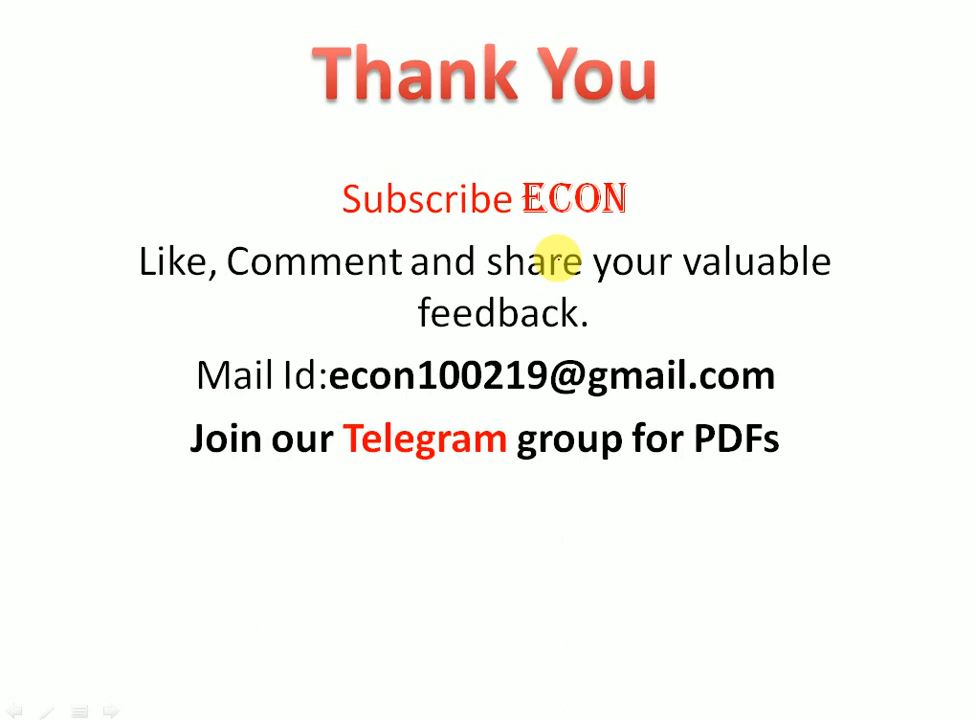 Thank You
Subscribe ECON
Like, Comment and share your valuable
feedback.
Mail Id:econ100219@gmail.com
Join our Telegram group for PDFs